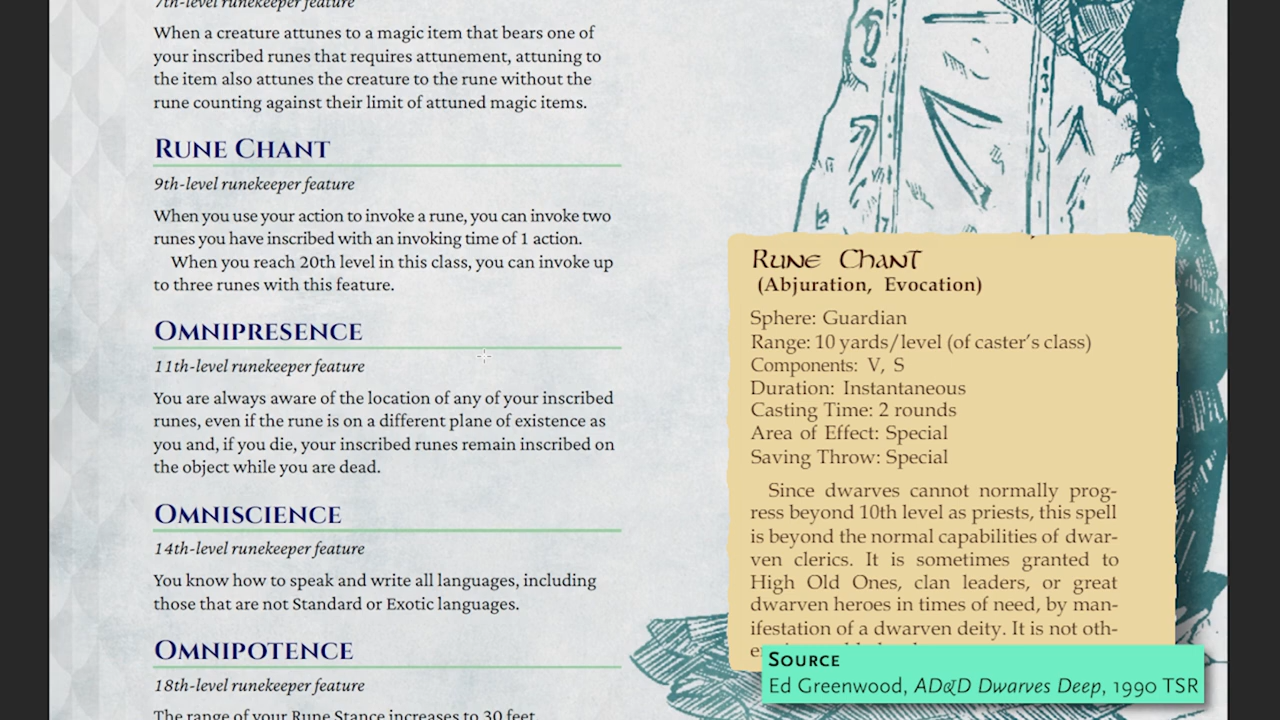 7th-level runekeeper feature
When a creature attunes to a magic item that bears one of
your inscribed runes that requires attunement, attuning to
the item also attunes the creature to the rune without the
rune counting against their limit of attuned magic items.
Rune Chant
9th-level runekeeper feature
When you use your action to invoke a rune, you can invoke two
runes you have inscribed with an invoking time of 1 action.
When you reach 20th level in this class, you can invoke up
to three runes with this feature.
Omnipresence
11th-level runekeeper feature
You are always aware of the location of any of your inscribed
runes, even if the rune is on a different plane of existence as
you and, if you die, your inscribed runes remain inscribed on
the object while you are dead.
Omniscience
14th-level runekeeper feature
You know how to speak and write all languages, including
those that are not Standard or Exotic languages.
Omnipotence
18th-level runekeeper feature
The range of your Rune Stance increases to 30 feet
Rune Chant
(Abjuration, Evocation)
Sphere: Guardian
Range: 10 yards/level (of caster's class)
Components: V, S
Duration: Instantaneous
Casting Time: 2 rounds
Area of Effect: Special
Saving Throw: Special
Since dwarves cannot normally prog-
ress beyond 10th level as priests, this spell
is beyond the normal capabilities of dwar-
ven clerics. It is sometimes granted to
High Old Ones, clan leaders, or great
dwarven heroes in times of need, by man-
ifestation of a dwarven deity. It is not oth-
Source
Ed Greenwood, AD&D Dwarves Deep, 1990 TSR